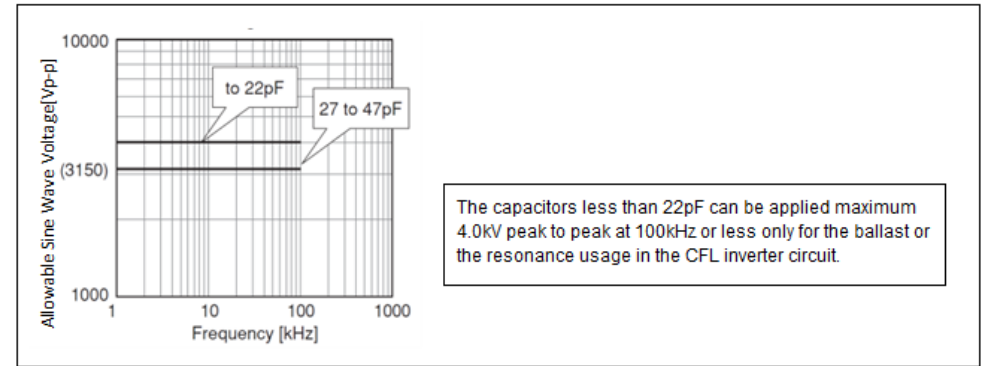 10000
Allowable Sine Wave Voltage[Vp-p]
to 22pF
27 to 47pF
(3150)
1000
1 10 100 1000
Frequency [kHz]
The capacitors less than 22pF can be applied maximum
4.0kV peak to peak at 100kHz or less only for the ballast or
the resonance usage in the CFL inverter circuit.